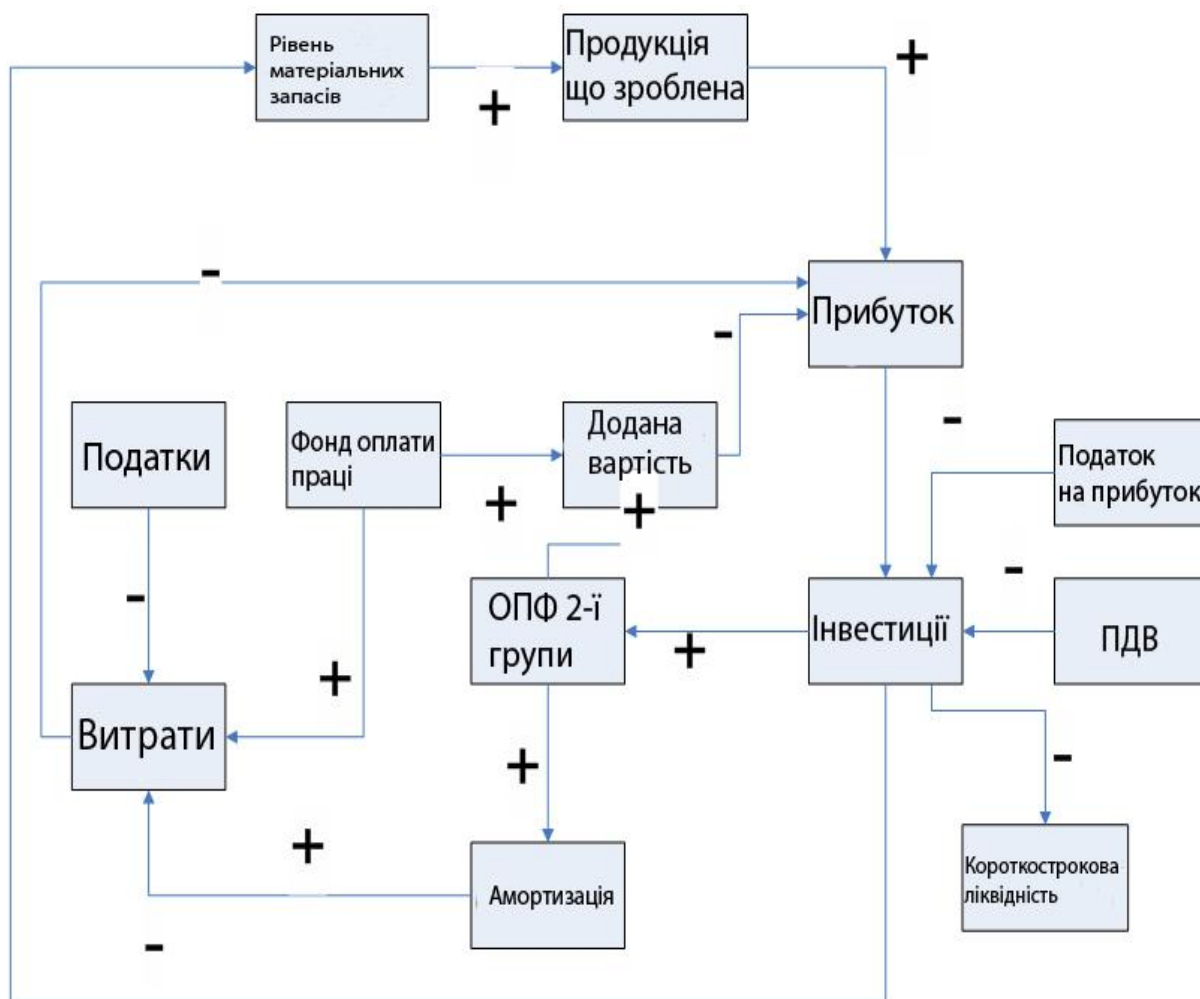 Рівень
матеріальних
запасів
+
Продукція
що зроблена
+
-
Прибуток
-
Податки
Фонд оплати
праці
+
Додана
вартість
+
-
Податок
на прибуток
-
ОПФ 2-ї
групи
+
Інвестиції
-
ПДВ
+
Витрати
+
-
+
Амортизація
Короткострокова
ліквідність
-